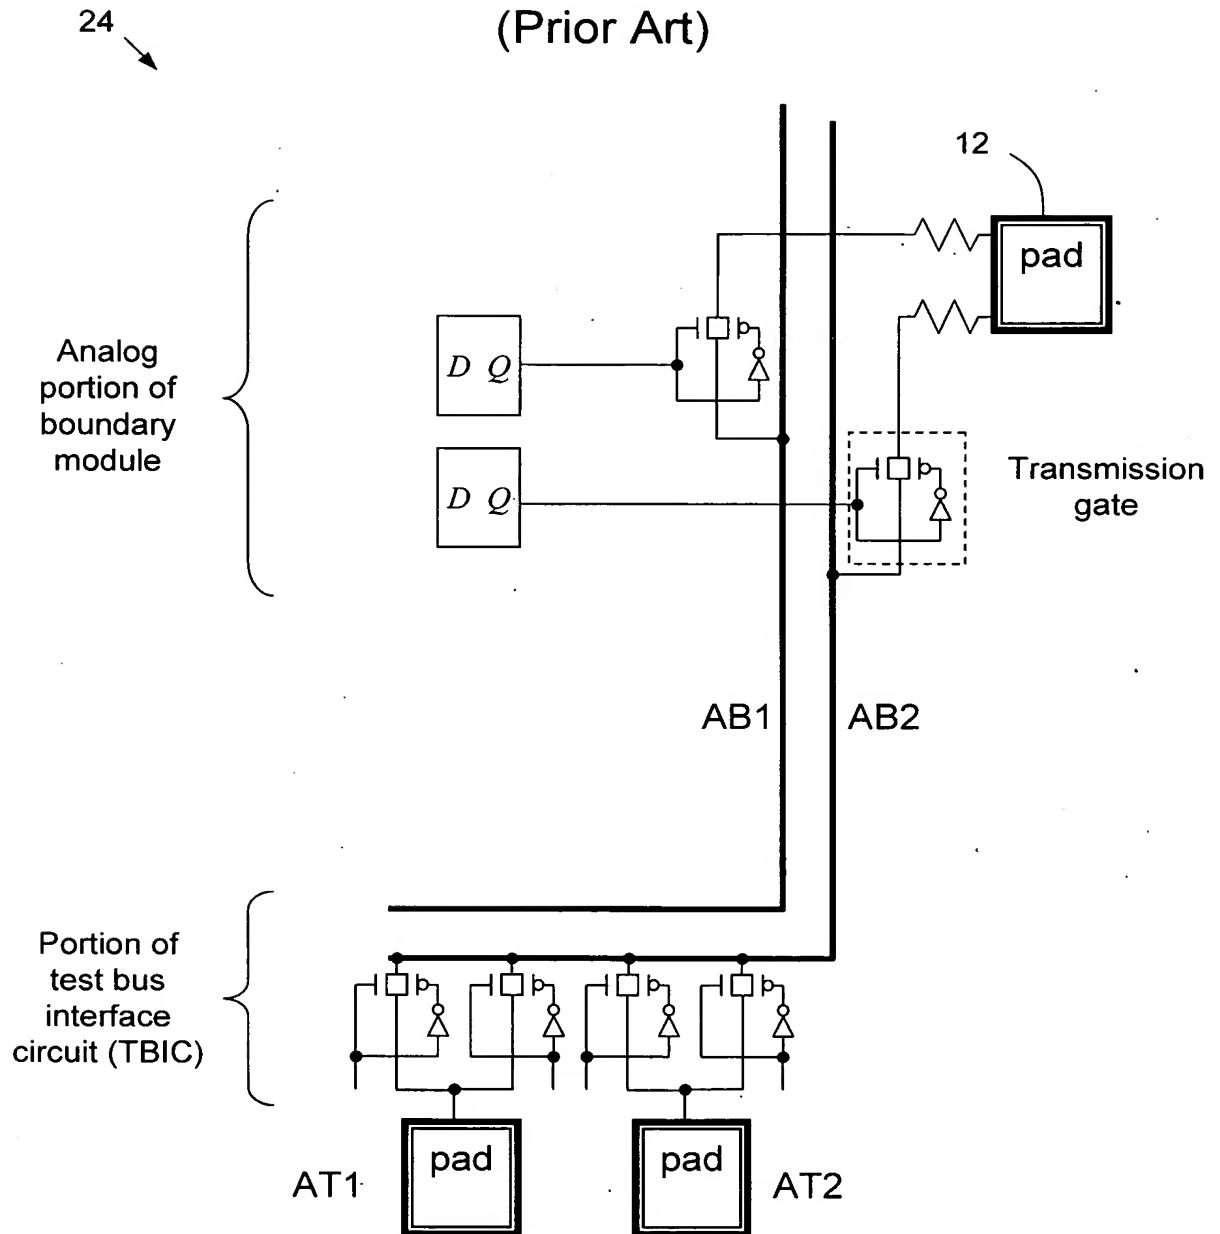 24
(Prior Art)
12
pad
Analog
portion of
boundary
module
D Q
D Q
Transmission
gate
AB1
AB2
Portion of
test bus
interface
circuit (TBIC)
pad
pad
AT1
AT2